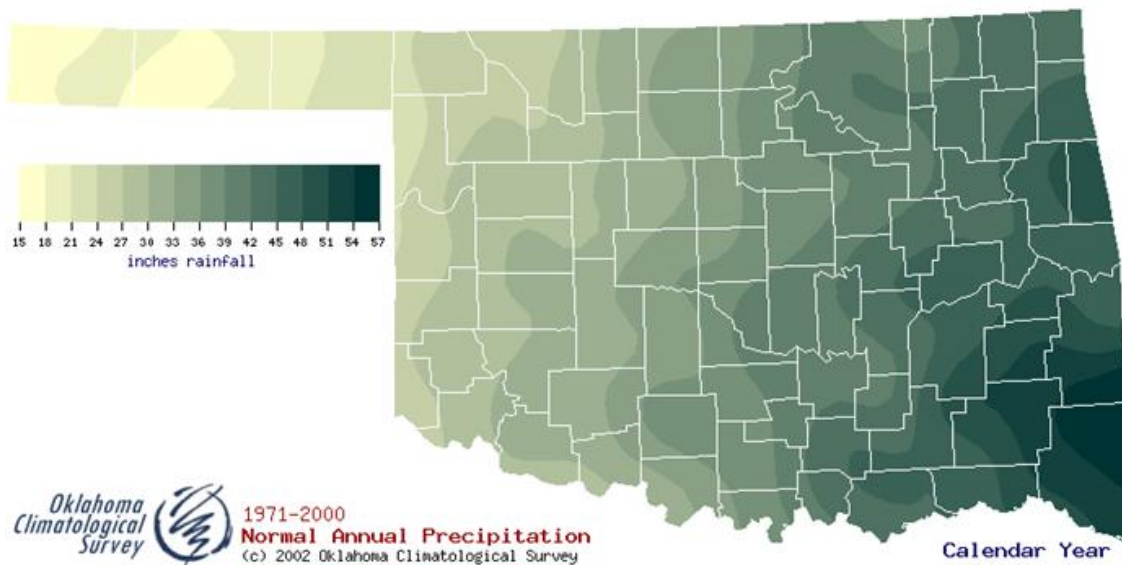 15 18 21 24 27 30 33 36 39 42 45 48 51 54 57
inches rainfall
Oklahoma
Climatological
Survey
1971-2000
Normal Annual Precipitation
(c) 2002 Oklahoma Climatological Survey
Calendar Year